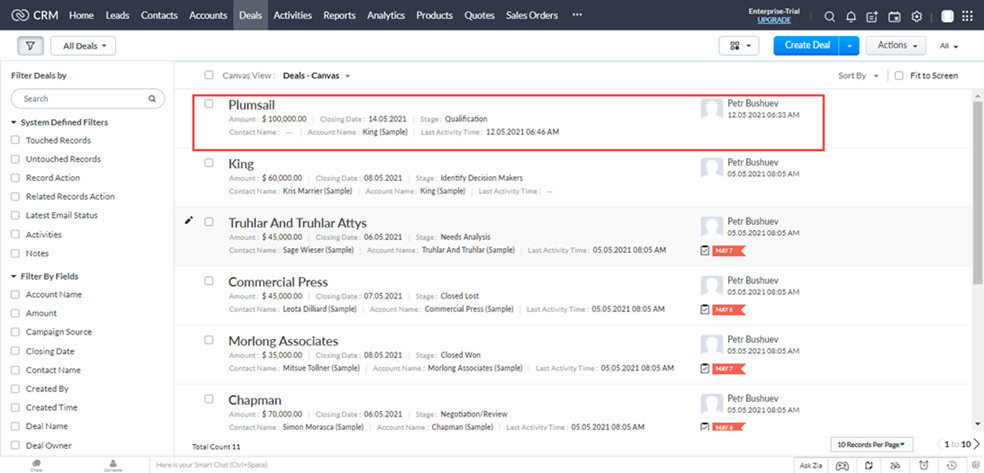 CRM Home Leads Contacts Accounts Deals Activities Reports Analytics Products Quotes Sales Orders ••• Enterprise-Trial
UPGRADE
All Deals Create Deal Actions All
Filter Deals by
Canvas View : Deals - Canvas Sort By Fit to Screen
Search
System Defined Filters
Touched Records
Untouched Records
Record Action
Related Records Action
Latest Email Status
Activities
Notes
Filter By Fields
Account Name
Amount
Campaign Source
Closing Date
Contact Name
Created By
Created Time
Deal Name
Deal Owner
Plumsail
Amount : $ 100,000.00 Closing Date : 14.05.2021 Stage : Qualification
Contact Name : — Account Name : King (Sample) Last Activity Time : 12.05.2021 06:46 AM
Petr Bushuev
12.05.2021 06:33 AM
King
Amount : $ 60,000.00 Closing Date : 08.05.2021 Stage : Identify Decision Makers
Contact Name : Kris Marrier (Sample) Account Name : King (Sample) Last Activity Time : —
Petr Bushuev
05.05.2021 08:05 AM
Truhlar And Truhlar Attys
Amount : $ 45,000.00 Closing Date : 06.05.2021 Stage : Needs Analysis
Contact Name : Sage Wieser (Sample) Account Name : Truhlar And Truhlar (Sample) Last Activity Time : 05.05.2021 08:05 AM
Petr Bushuev
05.05.2021 08:05 AM
MAY 7
Commercial Press
Amount : $ 45,000.00 Closing Date : 07.05.2021 Stage : Closed Lost
Contact Name : Leota Dilliard (Sample) Account Name : Commercial Press (Sample) Last Activity Time : 05.05.2021 08:05 AM
Petr Bushuev
05.05.2021 08:05 AM
MAY 6
Morlong Associates
Amount : $ 35,000.00 Closing Date : 08.05.2021 Stage : Closed Won
Contact Name : Mitsue Tollner (Sample) Account Name : Morlong Associates (Sample) Last Activity Time : 05.05.2021 08:05 AM
Petr Bushuev
05.05.2021 08:05 AM
MAY 7
Chapman
Amount : $ 70,000.00 Closing Date : 06.05.2021 Stage : Negotiation/Review
Contact Name : Simon Morasca (Sample) Account Name : Chapman (Sample) Last Activity Time : 05.05.2021 08:05 AM
Petr Bushuev
05.05.2021 08:05 AM
MAY 4
Total Count 11 10 Records Per Page 1 to 10
Chats Contacts Here is your Smart Chat (Ctrl+Space) Ask Zia